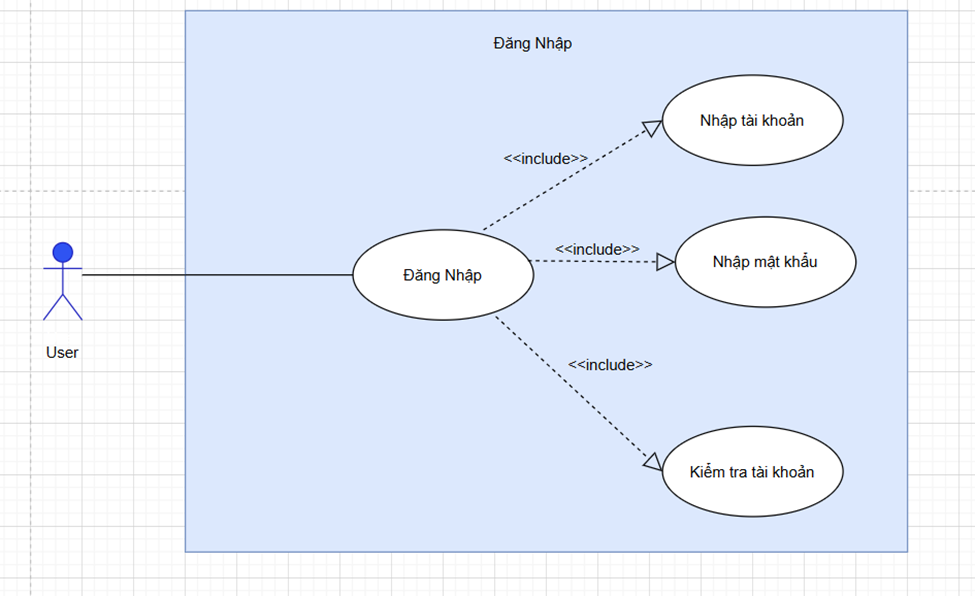 Đăng Nhập
Nhập tài khoản
<<include>>
<<include>>
Nhập mật khẩu
Đăng Nhập
User
<<include>>
Kiểm tra tài khoản